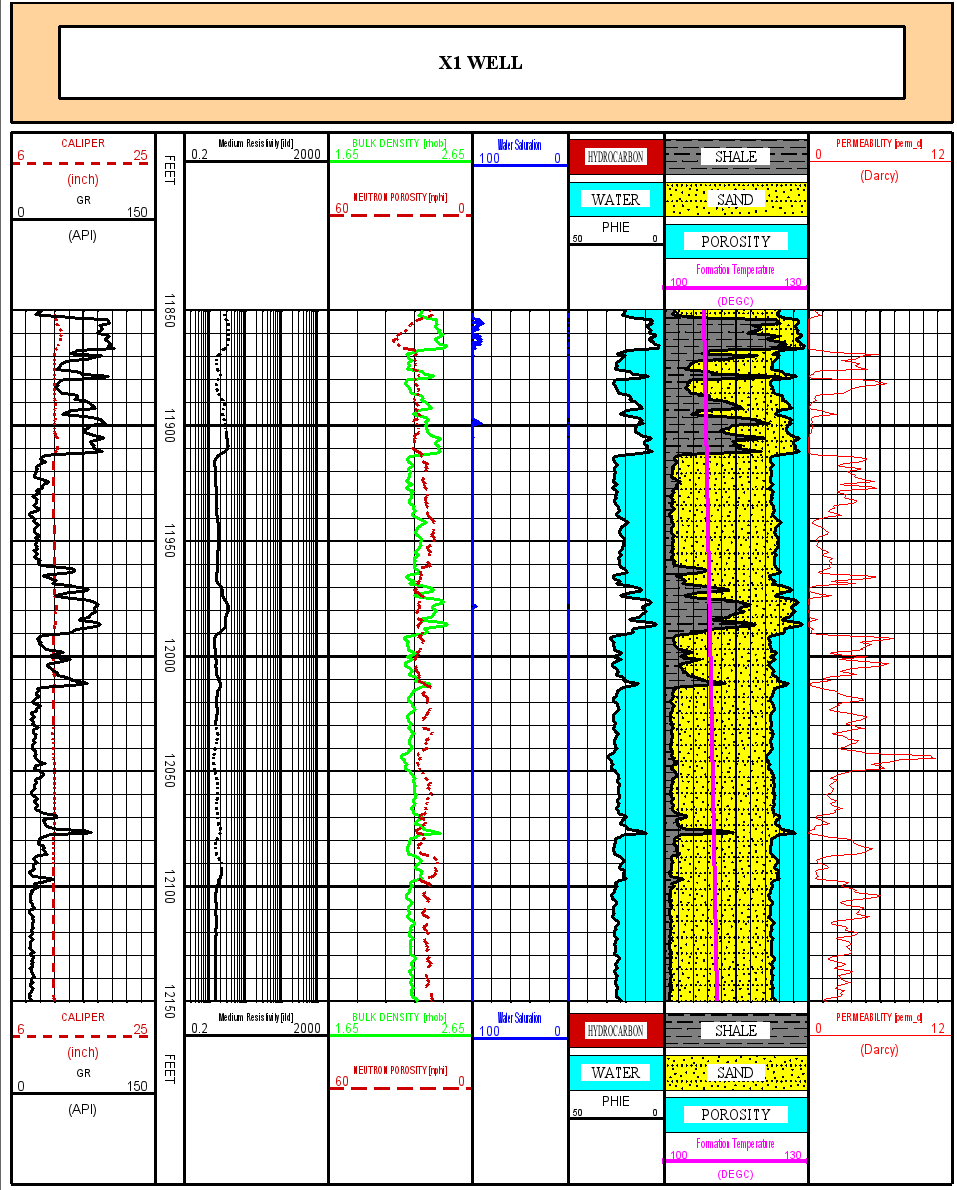 X1 WELL
CALIPER
6 25
(inch)
GR
0 150
(API)
FEET
Medium Resistivity [ild]
0.2 2000
BULK DENSITY [rhob]
1.65 2.65
NEUTRON POROSITY [nphi]
60 0
Water Saturation
100 0
HYDROCARBON
WATER
PHIE
50 0
SHALE
SAND
POROSITY
Formation Temperature
100 130
(DEGC)
PERMEABILITY [perm_d]
0 12
(Darcy)
11850
11900
11950
12000
12050
12100
12150
CALIPER
6 25
(inch)
GR
0 150
(API)
FEET
Medium Resistivity [ild]
0.2 2000
BULK DENSITY [rhob]
1.65 2.65
NEUTRON POROSITY [nphi]
60 0
Water Saturation
100 0
HYDROCARBON
WATER
PHIE
50 0
SHALE
SAND
POROSITY
Formation Temperature
100 130
(DEGC)
PERMEABILITY [perm_d]
0 12
(Darcy)